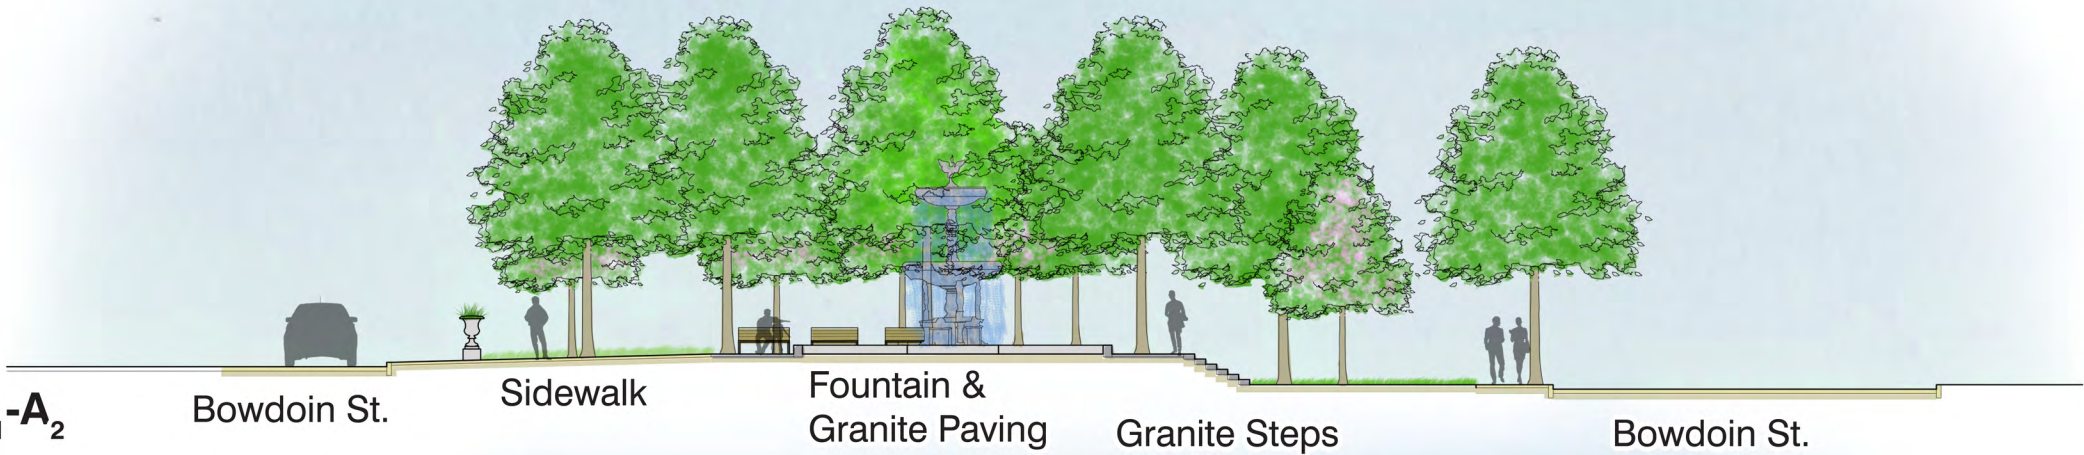 -A2
Bowdoin St.
Sidewalk
Fountain &
Granite Paving
Granite Steps
Bowdoin St.